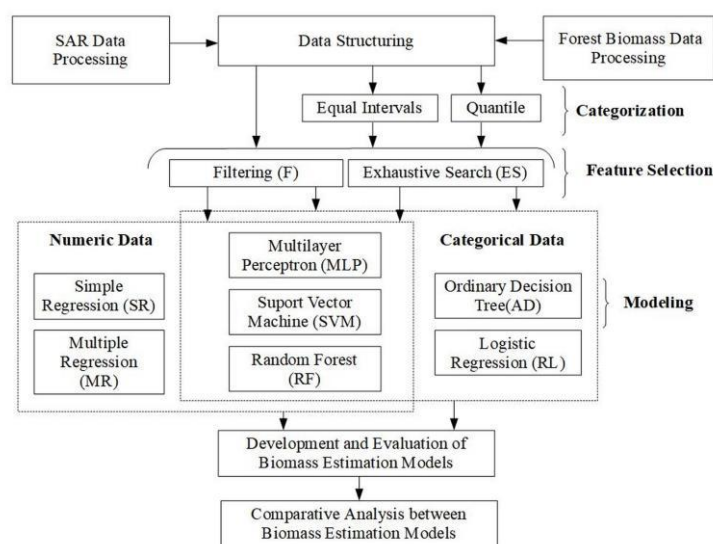 SAR Data
Processing
Data Structuring
Forest Biomass Data
Processing
Equal Intervals
Quantile
Categorization
Filtering (F)
Exhaustive Search (ES)
Feature Selection
Numeric Data
Categorical Data
Multilayer
Perceptron (MLP)
Simple
Regression (SR)
Suport Vector
Machine (SVM)
Ordinary Decision
Tree(AD)
Modeling
Multiple
Regression
(MR)
Random Forest
(RF)
Logistic
Regression (RL)
Development and Evaluation of
Biomass Estimation Models
Comparative Analysis between
Biomass Estimation Models